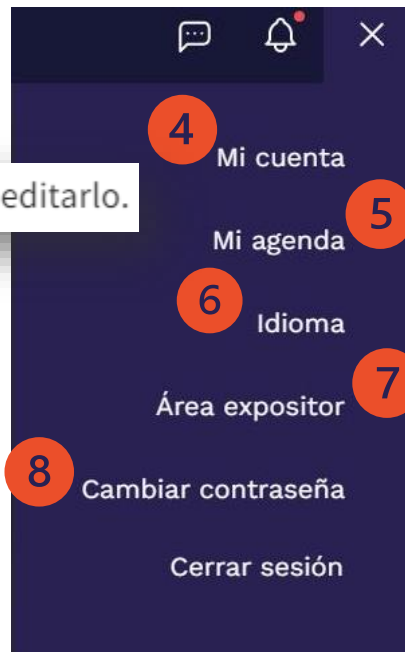 4
Mi cuenta
editarlo.
5
Mi agenda
6
Idioma
7
Área expositor
8
Cambiar contraseña
Cerrar sesión